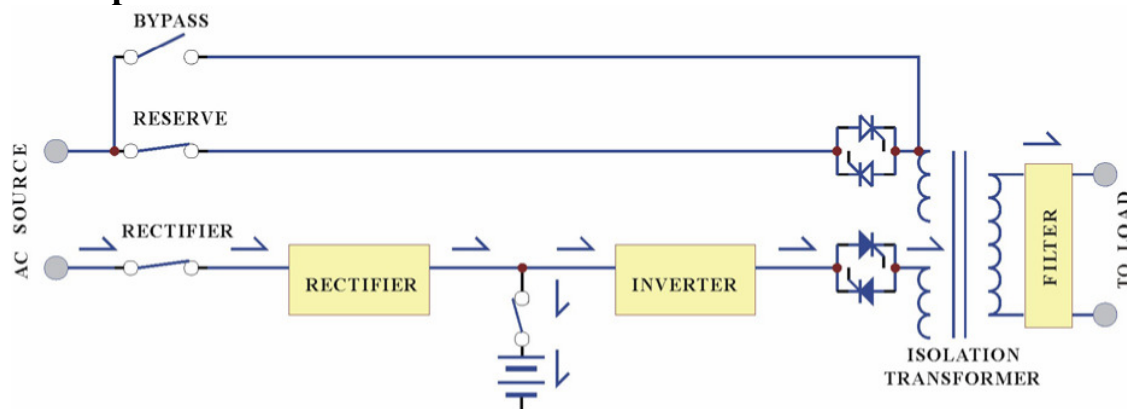 BYPASS
RESERVE
AC SOURCE
RECTIFIER
RECTIFIER
INVERTER
ISOLATION
TRANSFORMER
FILTER
TO LOAD